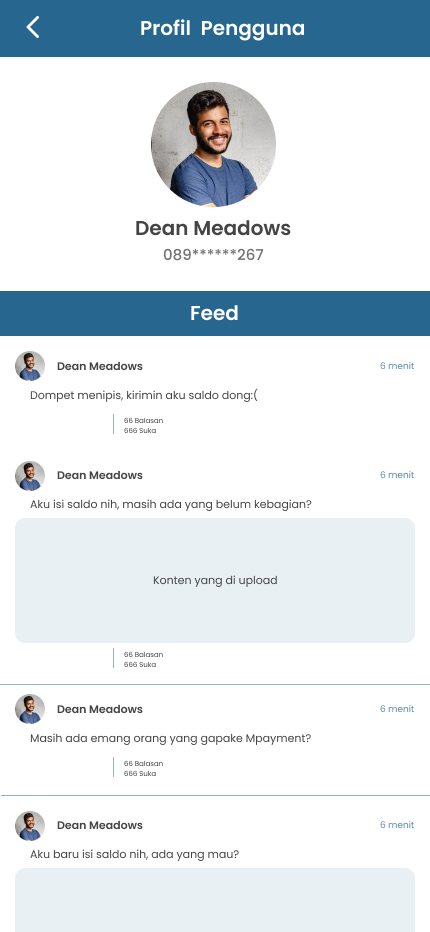 Profil Pengguna
Dean Meadows
089******267
Feed
Dean Meadows
6 menit
Dompet menipis, kirimin aku saldo dong:(
66 Balasan
666 Suka
Dean Meadows
6 menit
Aku isi saldo nih, masih ada yang belum kebagian?
Konten yang di upload
66 Balasan
666 Suka
Dean Meadows
6 menit
Masih ada emang orang yang gapake Mpayment?
66 Balasan
666 Suka
Dean Meadows
6 menit
Aku baru isi saldo nih, ada yang mau?